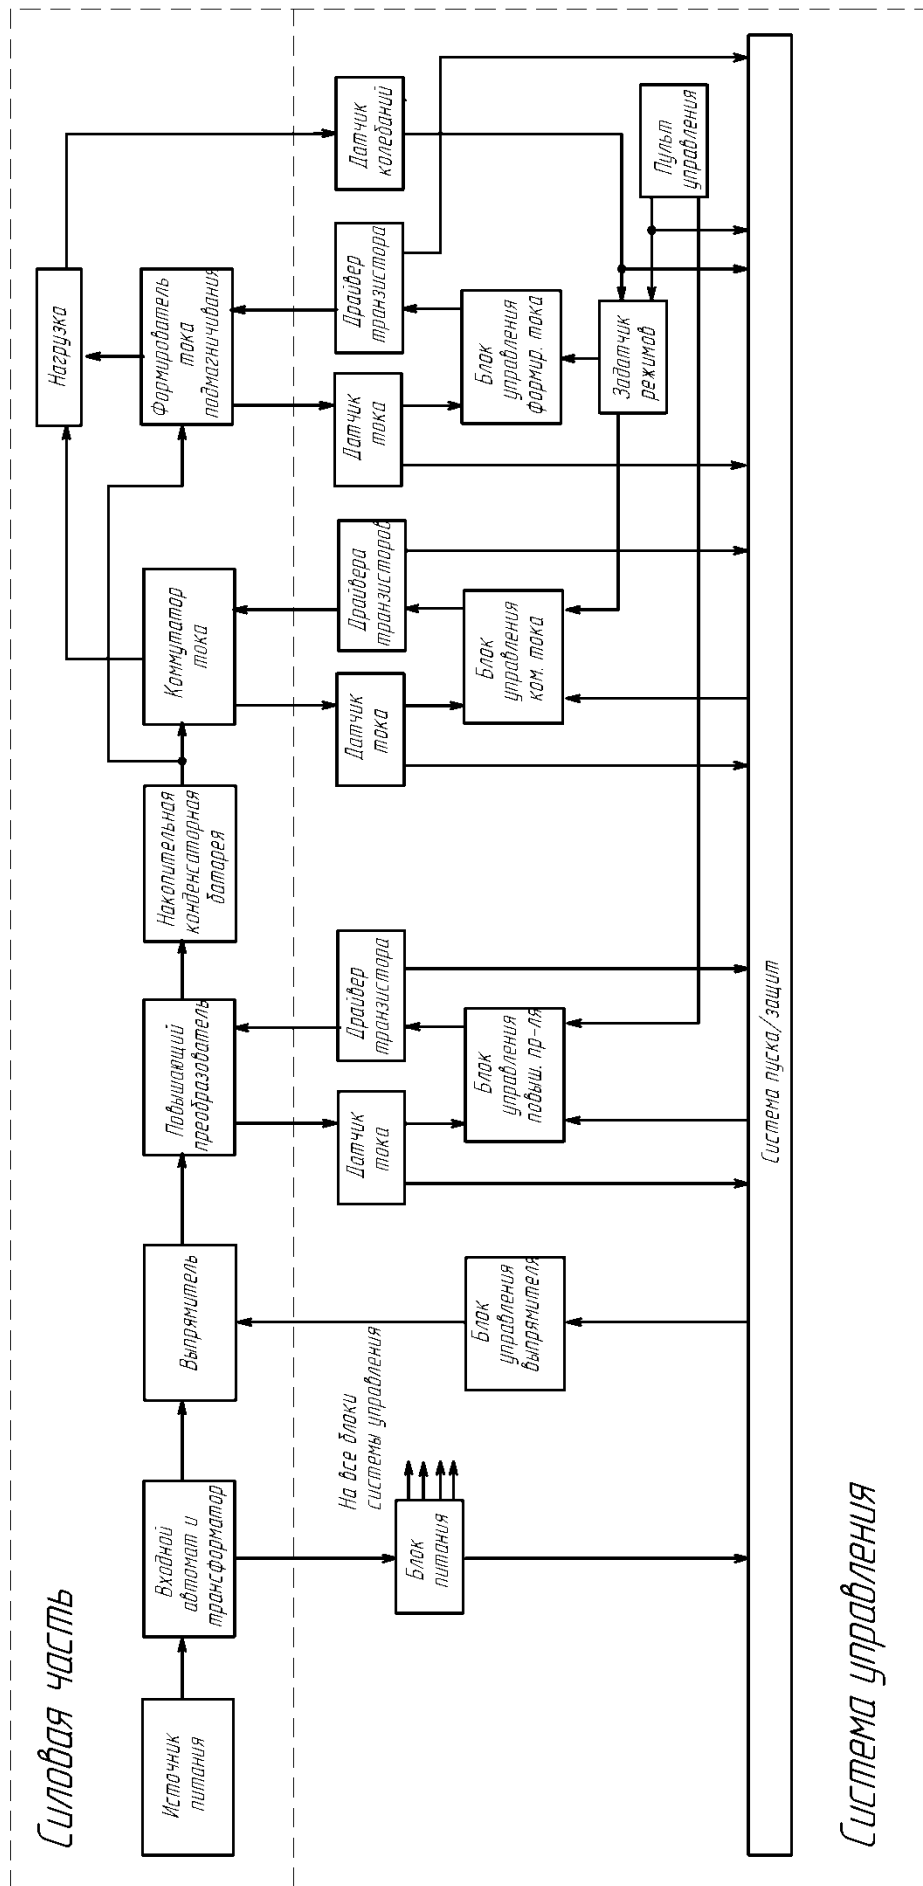 Силовая часть
Источник
питания
Входной
автомат и
трансформатор
Выпрямитель
Повышающий
преобразователь
Накопительная
конденсаторная
батарея
Коммутатор
тока
Формирователь
тока
подмагничивания
Нагрузка
На все блоки
системы управления
Блок
питания
Блок
управления
выпрямителя
Датчик
тока
Драйвер
транзистора
Блок
управления
повыш. пр-ля
Датчик
тока
Драйвера
транзисторов
Блок
управления
ком. тока
Датчик
тока
Драйвер
транзистора
Блок
управления
формир. тока
Датчик
колебаний
Задатчик
режимов
Пульт
управления
Система пуска/защит
Система управления